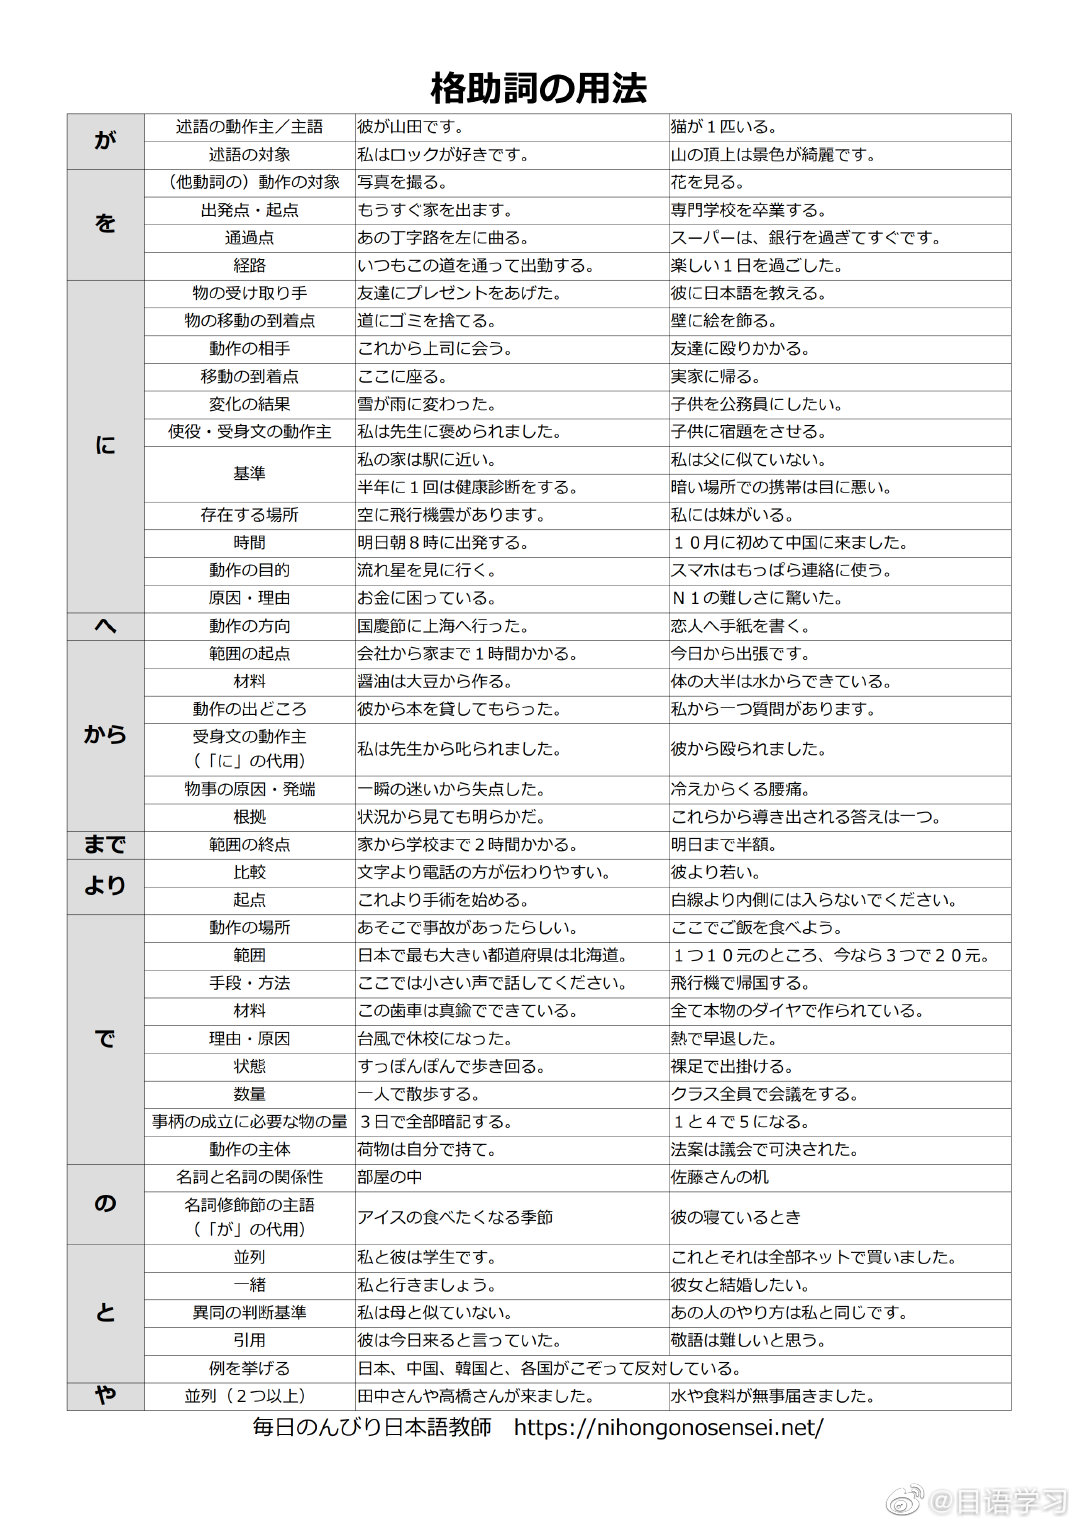 格助詞の用法
が 述語の動作主／主語 彼が山田です。 猫が１匹いる。
述語の対象 私はロックが好きです。 山の頂上は景色が綺麗です。
を （他動詞の）動作の対象 写真を撮る。 花を見る。
出発点・起点 もうすぐ家を出ます。 専門学校を卒業する。
通過点 あの丁字路を左に曲る。 スーパーは、銀行を過ぎてすぐです。
経路 いつもこの道を通って出勤する。 楽しい１日を過ごした。
に 物の受け取り手 友達にプレゼントをあげた。 彼に日本語を教える。
物の移動の到着点 道にゴミを捨てる。 壁に絵を飾る。
動作の相手 これから上司に会う。 友達に殴りかかる。
移動の到着点 ここに座る。 実家に帰る。
変化の結果 雪が雨に変わった。 子供を公務員にしたい。
使役・受身文の動作主 私は先生に褒められました。 子供に宿題をさせる。
基準 私の家は駅に近い。 私は父に似ていない。
半年に１回は健康診断をする。 暗い場所での携帯は目に悪い。
存在する場所 空に飛行機雲があります。 私には妹がいる。
時間 明日朝８時に出発する。 １０月に初めて中国に来ました。
動作の目的 流れ星を見に行く。 スマホはもっぱら連絡に使う。
原因・理由 お金に困っている。 Ｎ１の難しさに驚いた。
へ 動作の方向 国慶節に上海へ行った。 恋人へ手紙を書く。
から 範囲の起点 会社から家まで１時間かかる。 今日から出張です。
材料 醤油は大豆から作る。 体の大半は水からできている。
動作の出どころ 彼から本を貸してもらった。 私から一つ質問があります。
受身文の動作主
（「に」の代用） 私は先生から叱られました。 彼から殴られました。
物事の原因・発端 一瞬の迷いから失点した。 冷えからくる腰痛。
根拠 状況から見ても明らかだ。 これらから導き出される答えは一つ。
まで 範囲の終点 家から学校まで２時間かかる。 明日まで半額。
より 比較 文字より電話の方が伝わりやすい。 彼より若い。
起点 これより手術を始める。 白線より内側には入らないでください。
で 動作の場所 あそこで事故があったらしい。 ここでご飯を食べよう。
範囲 日本で最も大きい都道府県は北海道。 １つ１０元のところ、今なら３つで２０元。
手段・方法 ここでは小さい声で話してください。 飛行機で帰国する。
材料 この歯車は真鍮でできている。 全て本物のダイヤで作られている。
理由・原因 台風で休校になった。 熱で早退した。
状態 すっぽんぽんで歩き回る。 裸足で出掛ける。
数量 一人で散歩する。 クラス全員で会議をする。
事柄の成立に必要な物の量 ３日で全部暗記する。 １と４で５になる。
動作の主体 荷物は自分で持て。 法案は議会で可決された。
の 名詞と名詞の関係性 部屋の中 佐藤さんの机
名詞修飾節の主語
（「が」の代用） アイスの食べたくなる季節 彼の寝ているとき
と 並列 私と彼は学生です。 これとそれは全部ネットで買いました。
一緒 私と行きましょう。 彼女と結婚したい。
異同の判断基準 私は母と似ていない。 あの人のやり方は私と同じです。
引用 彼は今日来ると言っていた。 敬語は難しいと思う。
例を挙げる 日本、中国、韓国と、各国がこぞって反対している。
や 並列（２つ以上） 田中さんや高橋さんが来ました。 水や食料が無事届きました。
毎日のんびり日本語教師 https://nihongonosensei.net/
@日语学习